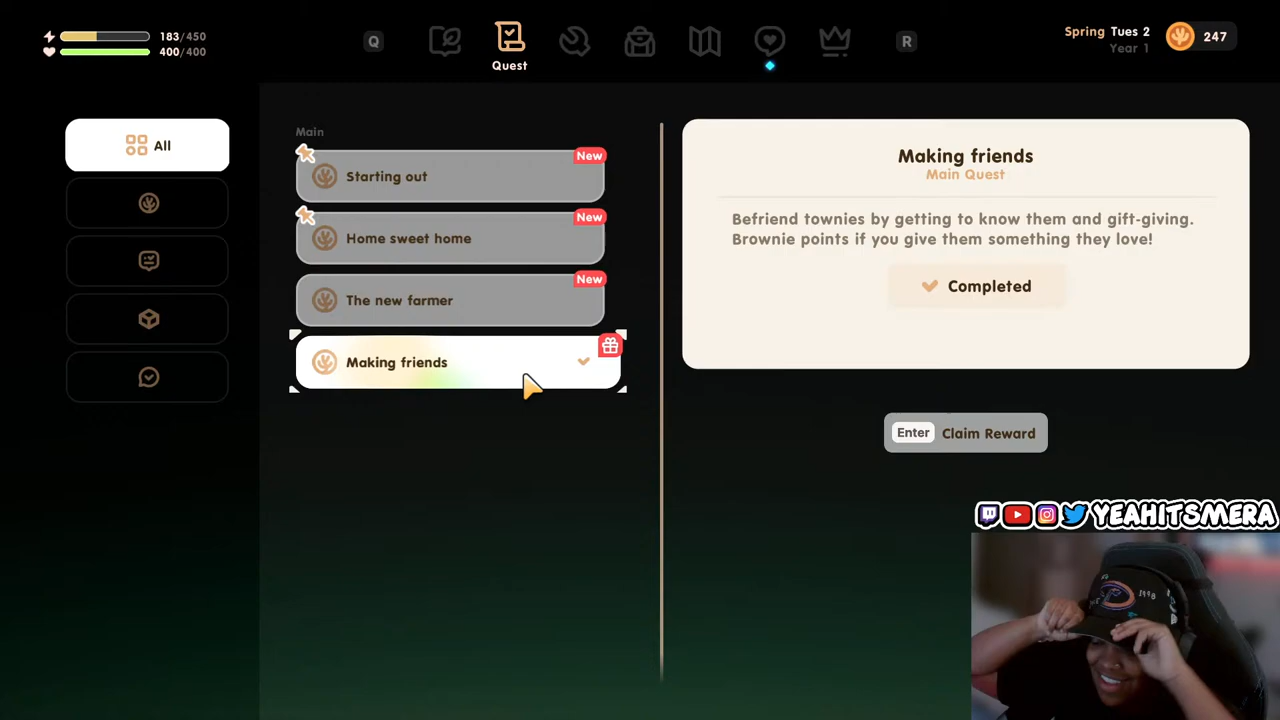 183/450
400/400
Q
Quest
R
Spring Tues 2
Year 1
247
All
Main
New
Starting out
New
Home sweet home
New
The new farmer
Making friends
Making friends
Main Quest
Befriend townies by getting to know them and gift-giving.
Brownie points if you give them something they love!
Completed
Enter Claim Reward
YEAHITSMERA
1998